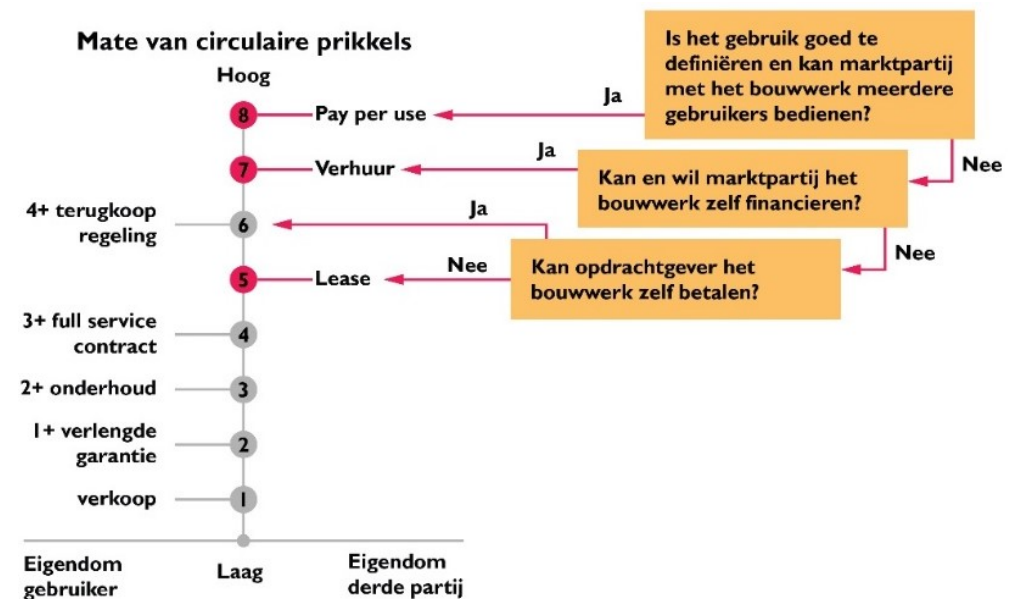 Mate van circulaire prikkels
Hoog
Is het gebruik goed te
definiëren en kan marktpartij
met het bouwwerk meerdere
gebruikers bedienen?
Ja
8
Pay per use
Nee
Ja
7
Verhuur
Kan en wil marktpartij het
bouwwerk zelf financieren?
4+ terugkoop
regeling
6
Ja
Nee
Kan opdrachtgever het
bouwwerk zelf betalen?
Nee
5
Lease
3+ full service
contract
4
2+ onderhoud
3
1+ verlengde
garantie
2
verkoop
1
Eigendom
gebruiker
Laag
Eigendom
derde partij